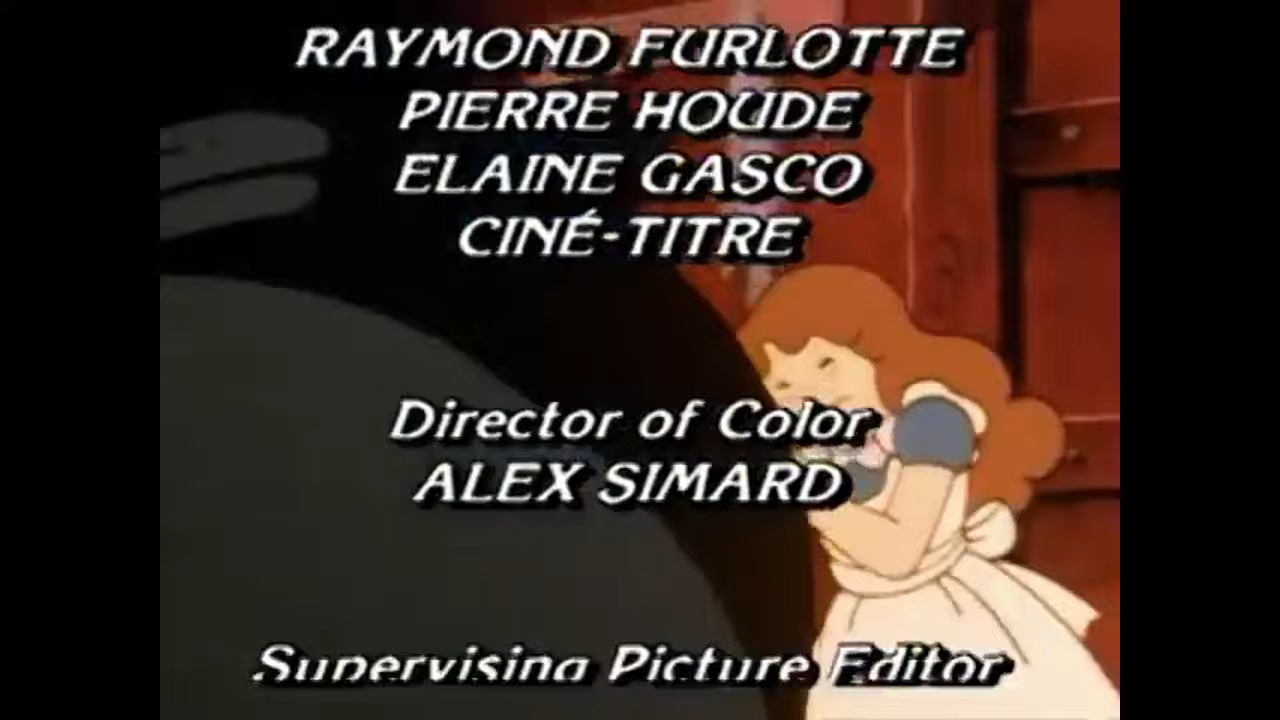 RAYMOND FURLOTTE
PIERRE HOUDE
ELAINE GASCO
CINÉ-TITRE
Director of Color
ALEX SIMARD
Supervising Picture Editor